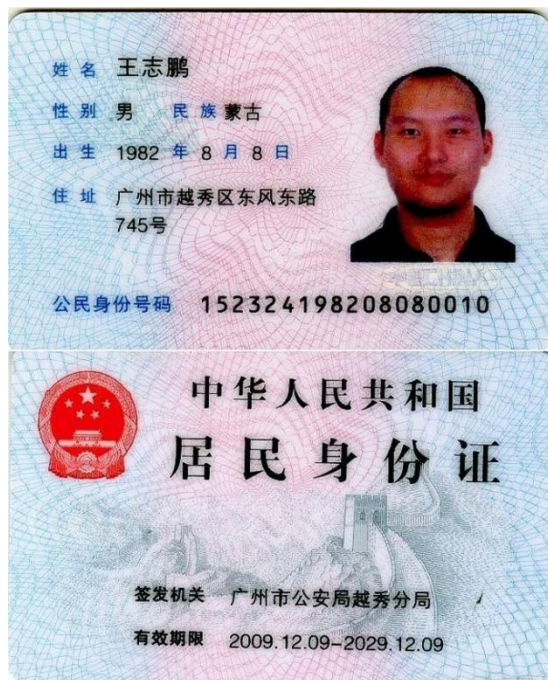 姓名 王志鹏
性别 男 民族 蒙古
出生 1982 年 8 月 8 日
住址 广州市越秀区东风东路
745号
公民身份号码 152324198208080010
中华人民共和国
居民身份证
签发机关 广州市公安局越秀分局
有效期限 2009.12.09-2029.12.09